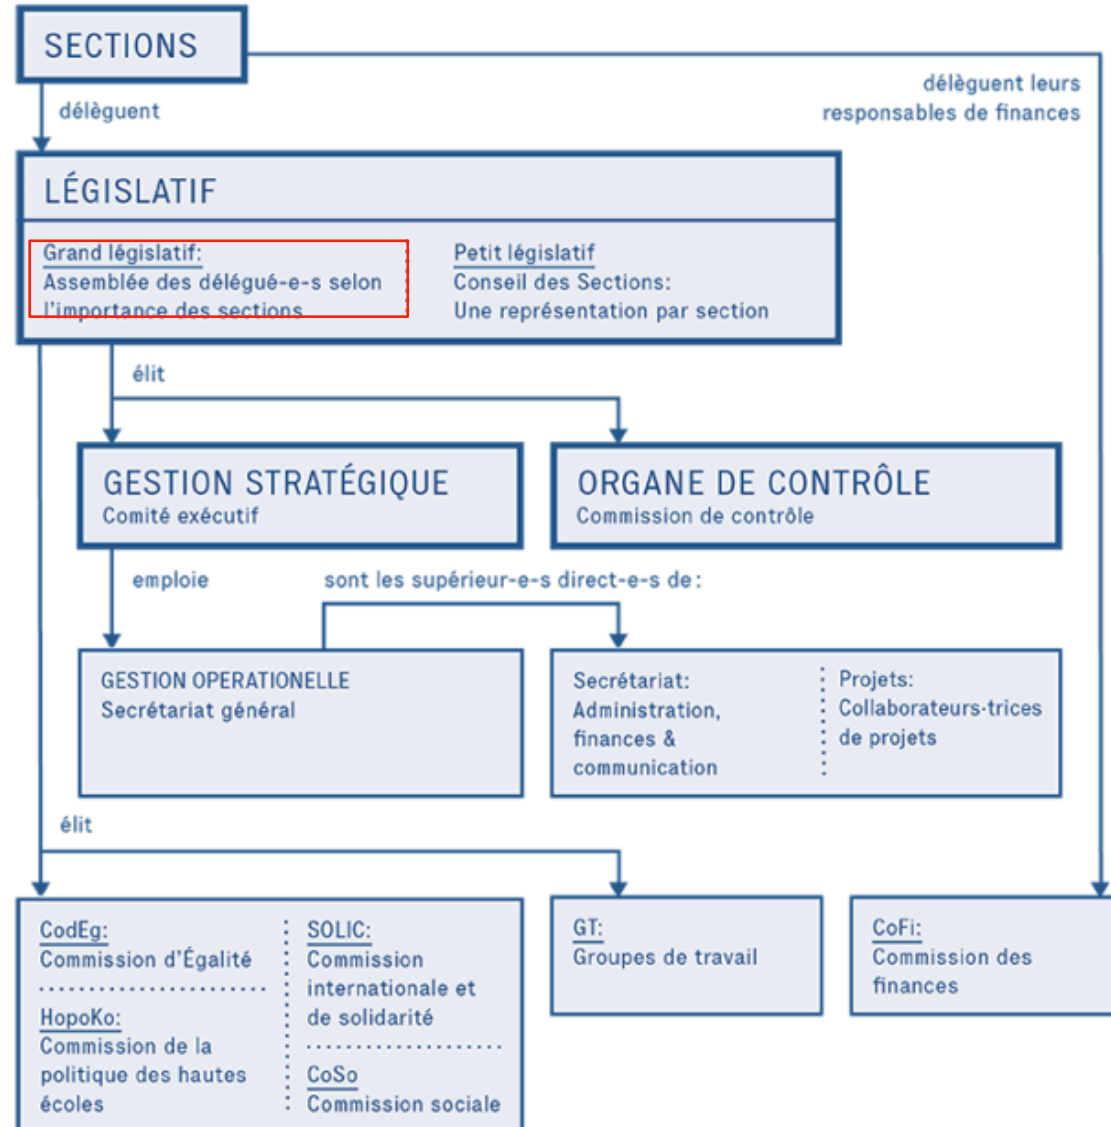 SECTIONS
délèguent
délèguent leurs
responsables de finances
LÉGISLATIF
Grand législatif:
Assemblée des délégué-e-s selon
l'importance des sections
Petit législatif
Conseil des Sections:
Une représentation par section
élit
GESTION STRATÉGIQUE
Comité exécutif
ORGANE DE CONTRÔLE
Commission de contrôle
emploie
sont les supérieur-e-s direct-e-s de:
GESTION OPERATIONELLE
Secrétariat général
Secrétariat:
Administration,
finances &
communication
Projets:
Collaborateurs·trices
de projets
élit
CodEg:
Commission d'Égalité
HopoKo:
Commission de la
politique des hautes
écoles
SOLIC:
Commission
internationale et
de solidarité
CoSo
Commission sociale
GT:
Groupes de travail
CoFi:
Commission des
finances